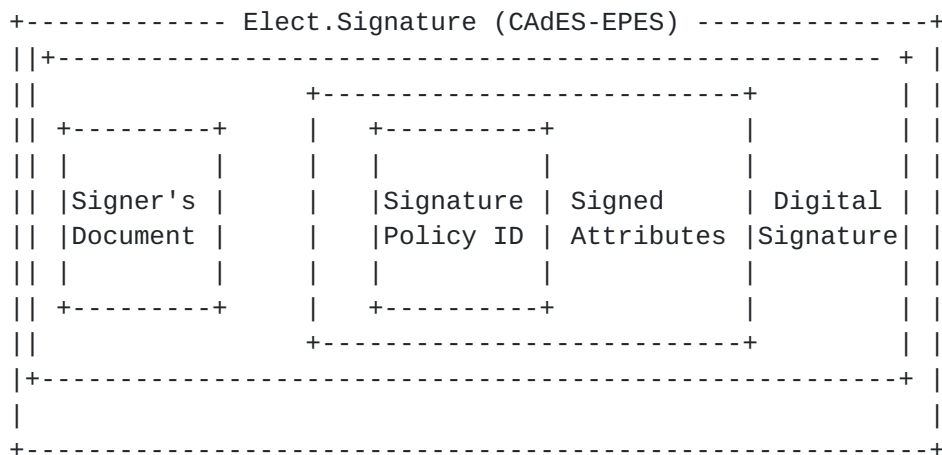 +------------- Elect.Signature (CAdES-EPES) ---------------+
||+---------------------------------------------------- + |
||                 +---------------------------+         | |
|| +---------+     |   +----------+            |         | |
|| |         |     |   |          |            |         | |
|| |Signer's |     |   |Signature | Signed     | Digital | |
|| |Document |     |   |Policy ID | Attributes |Signature| |
|| |         |     |   |          |            |         | |
|| +---------+     |   +----------+            |         | |
||                 +---------------------------+         | |
|+-------------------------------------------------------+ |
|                                                          |
+----------------------------------------------------------+